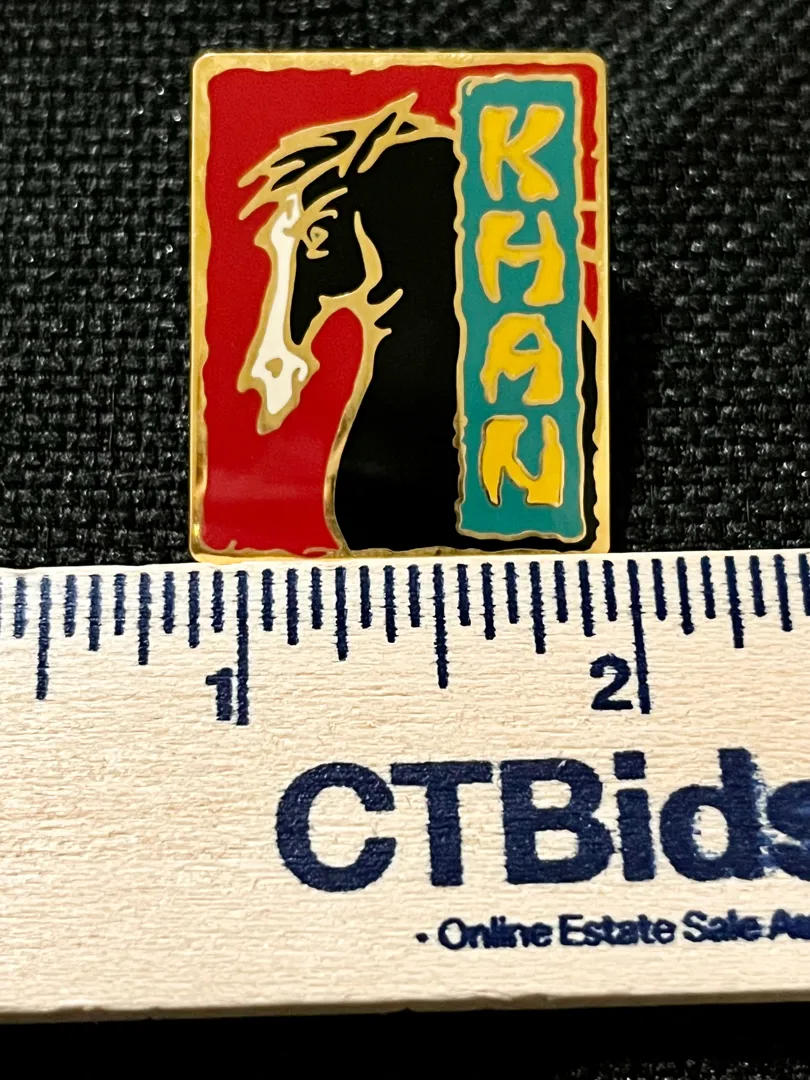 KHAN
1 2
CTBids
· Online Estate Sale